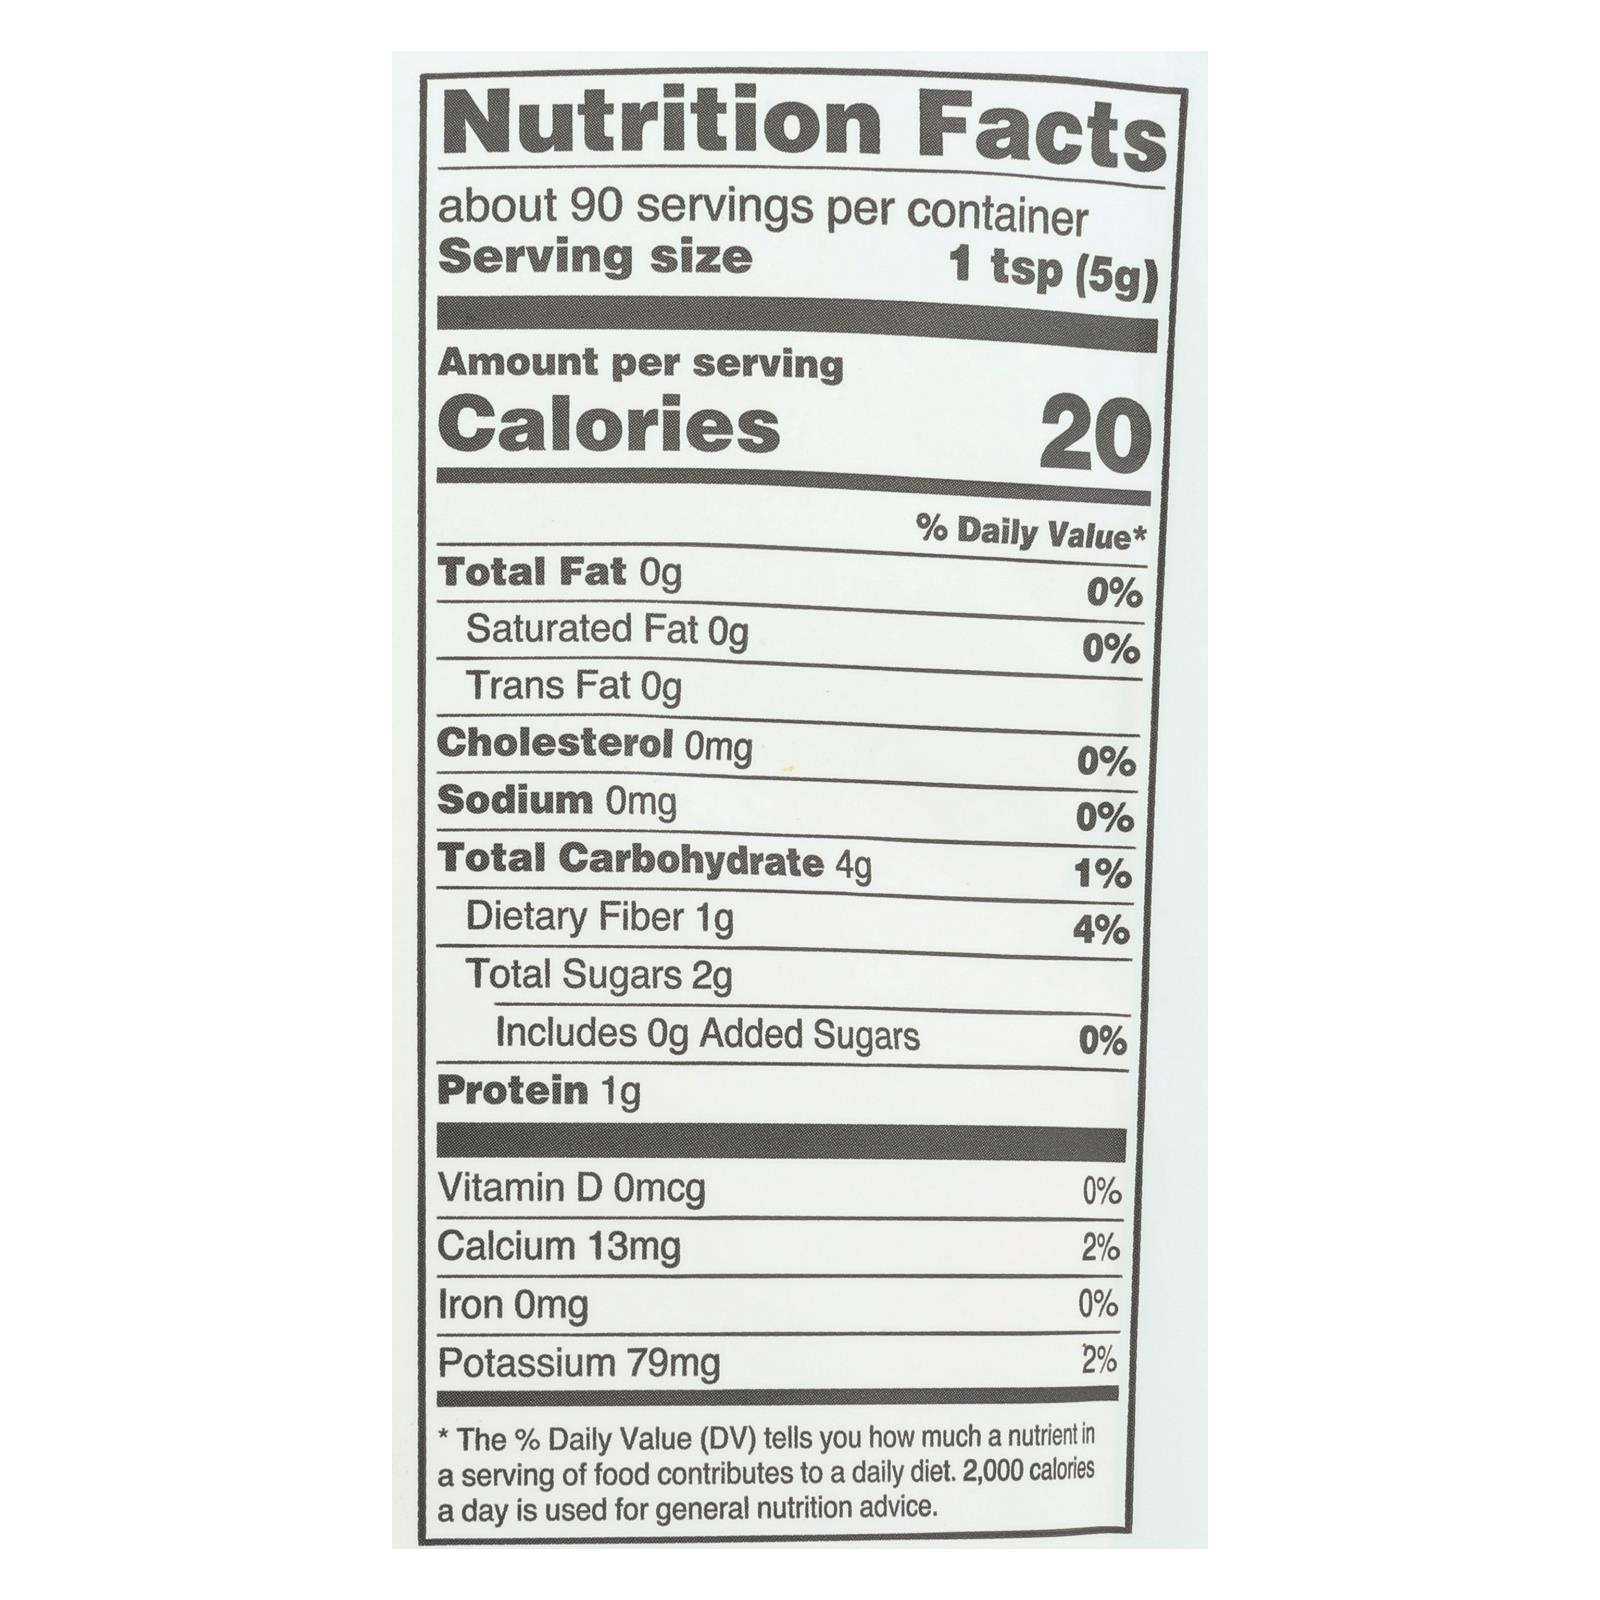 Nutrition Facts
about 90 servings per container
Serving size 1 tsp (5g)
Amount per serving
Calories 20
% Daily Value*
Total Fat 0g 0%
Saturated Fat 0g 0%
Trans Fat 0g
Cholesterol 0mg 0%
Sodium 0mg 0%
Total Carbohydrate 4g 1%
Dietary Fiber 1g 4%
Total Sugars 2g
Includes 0g Added Sugars 0%
Protein 1g
Vitamin D 0mcg 0%
Calcium 13mg 2%
Iron 0mg 0%
Potassium 79mg 2%
* The % Daily Value (DV) tells you how much a nutrient in
a serving of food contributes to a daily diet. 2,000 calories
a day is used for general nutrition advice.